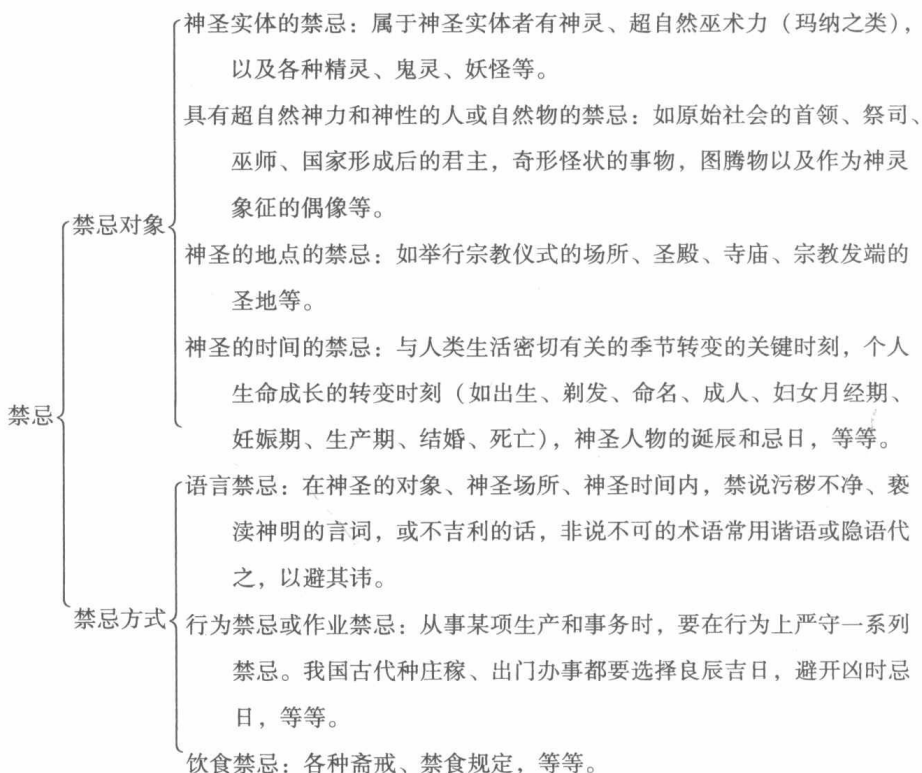 神圣实体的禁忌：属于神圣实体者有神灵、超自然巫术力（玛纳之类），
以及各种精灵、鬼灵、妖怪等。
具有超自然神力和神性的人或自然物的禁忌：如原始社会的首领、祭司、
巫师、国家形成后的君主，奇形怪状的事物，图腾物以及作为神灵
象征的偶像等。
禁忌对象
神圣的地点的禁忌：如举行宗教仪式的场所、圣殿、寺庙、宗教发端的
圣地等。
神圣的时间的禁忌：与人类生活密切有关的季节转变的关键时刻，个人
生命成长的转变时刻（如出生、剃发、命名、成人、妇女月经期、
妊娠期、生产期、结婚、死亡），神圣人物的诞辰和忌日，等等。
禁忌
语言禁忌：在神圣的对象、神圣场所、神圣时间内，禁说污秽不净、亵
渎神明的言词，或不吉利的话，非说不可的术语常用谐语或隐语代
之，以避其讳。
禁忌方式
行为禁忌或作业禁忌：从事某项生产和事务时，要在行为上严守一系列
禁忌。我国古代种庄稼、出门办事都要选择良辰吉日，避开凶时忌
日，等等。
饮食禁忌：各种斋戒、禁食规定，等等。